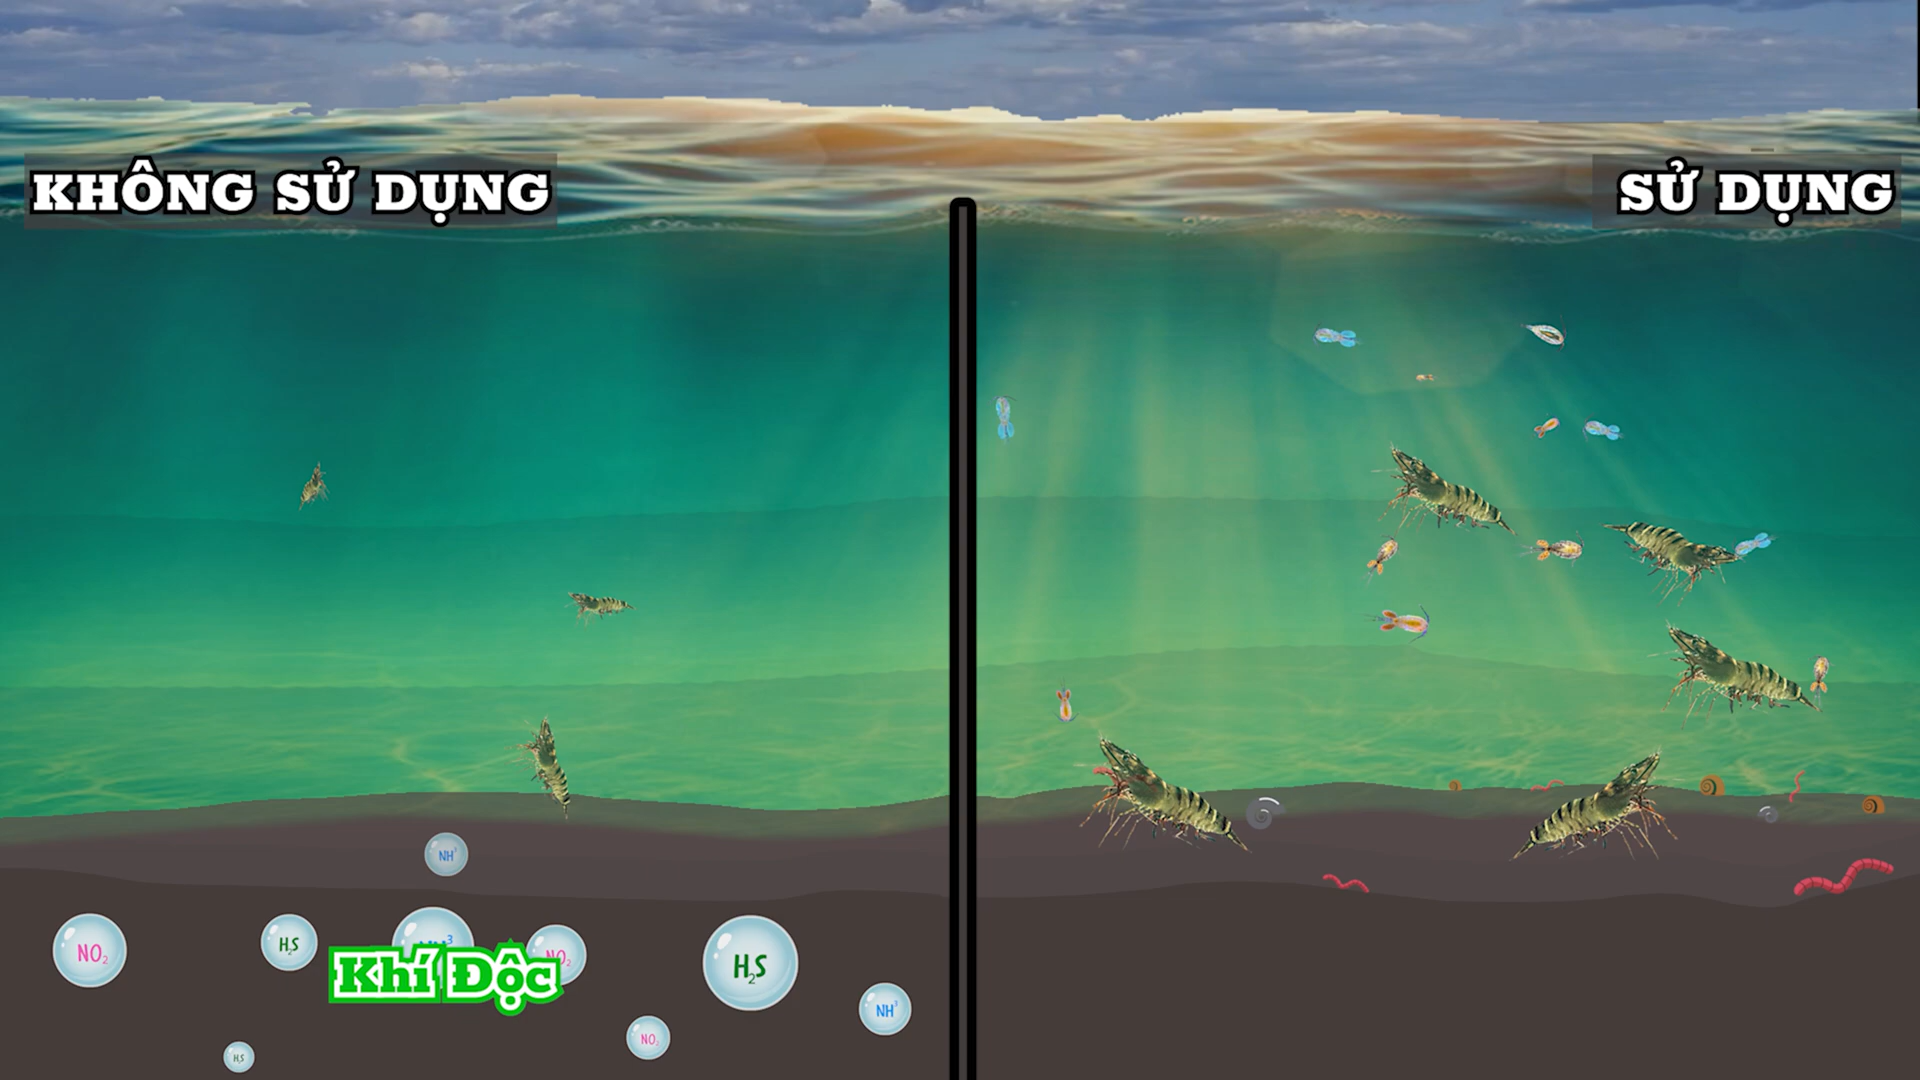 KHÔNG SỬ DỤNG
SỬ DỤNG
NH³
NO₂
H₂S
NO₂
Khí Độc
H₂S
NH³
NO₂
H₂S